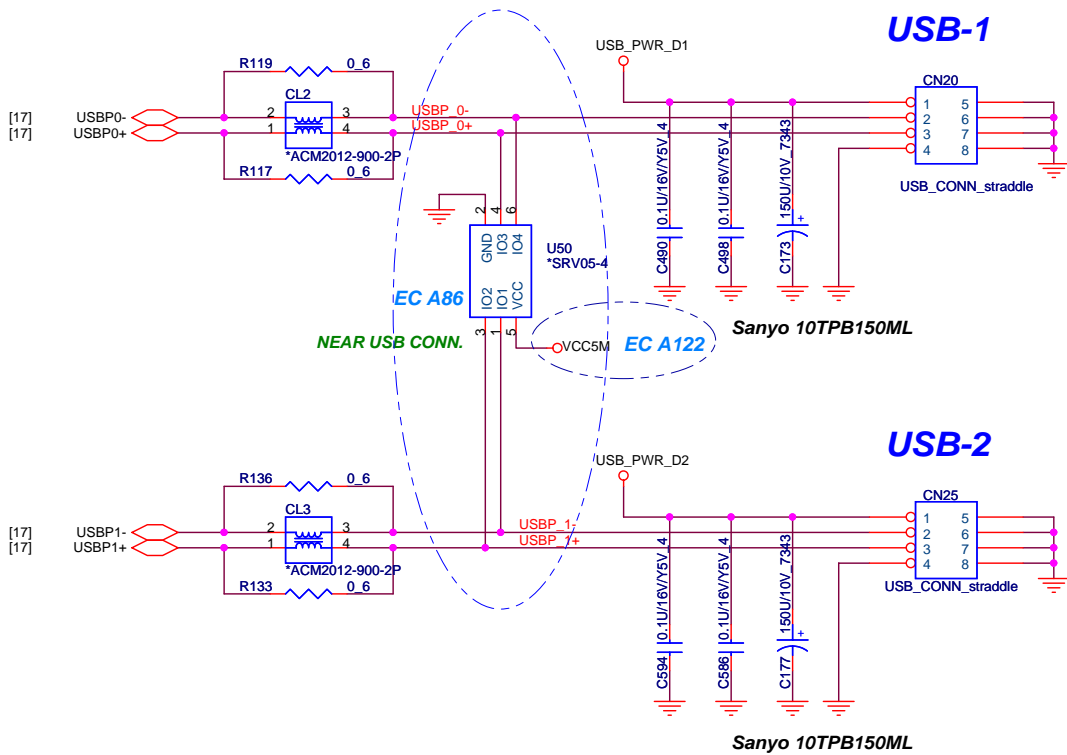 USB-1
USB_PWR_D1
R119 0_6
CL2
CN20
[17] USBP0-
[17] USBP0+
2 3
1 4
USBP_0-
USBP_0+
*ACM2012-900-2P
R117 0_6
1 5
2 6
3 7
4 8
USB_CONN_straddle
C490 0.1U/16V/Y5V_4
C498 0.1U/16V/Y5V_4
C173 150U/10V_7343
+
2 4 6
GND IO3 IO4
U50
*SRV05-4
IO2 IO1 VCC
3 1 5
EC A86
NEAR USB CONN.
VCC5M
EC A122
Sanyo 10TPB150ML
USB-2
USB_PWR_D2
R136 0_6
CL3
CN25
[17] USBP1-
[17] USBP1+
2 3
1 4
USBP_1-
USBP_1+
*ACM2012-900-2P
R133 0_6
1 5
2 6
3 7
4 8
USB_CONN_straddle
C594 0.1U/16V/Y5V_4
C586 0.1U/16V/Y5V_4
C177 150U/10V_7343
+
Sanyo 10TPB150ML